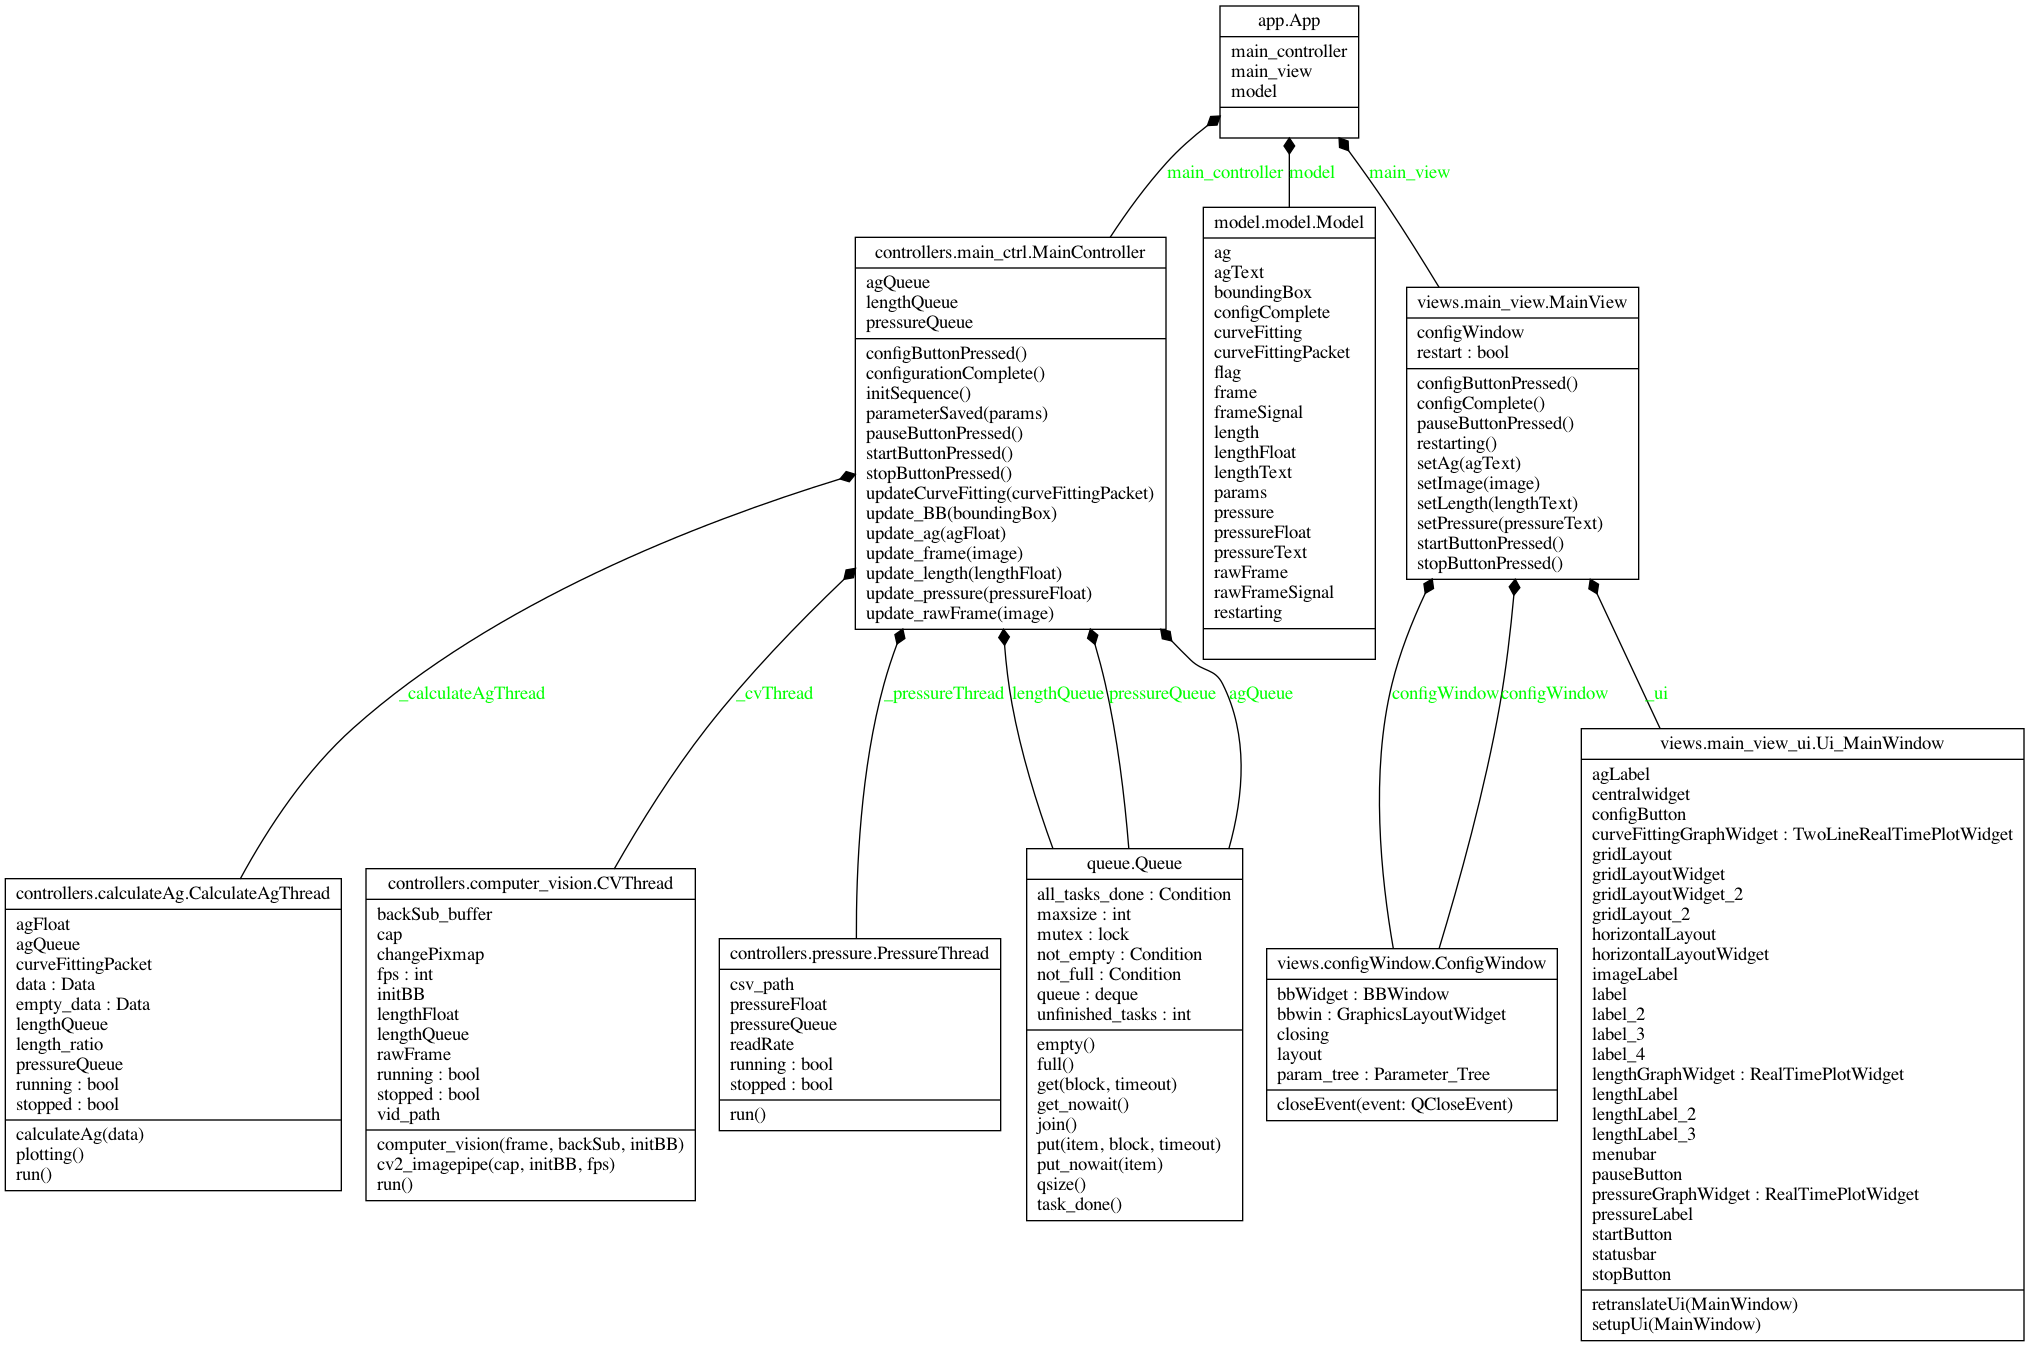 app.App
main_controller
main_view
model
main_controller
model
main_view
controllers.main_ctrl.MainController
agQueue
lengthQueue
pressureQueue
configButtonPressed()
configurationComplete()
initSequence()
parameterSaved(params)
pauseButtonPressed()
startButtonPressed()
stopButtonPressed()
updateCurveFitting(curveFittingPacket)
update_BB(boundingBox)
update_ag(agFloat)
update_frame(image)
update_length(lengthFloat)
update_pressure(pressureFloat)
update_rawFrame(image)
model.model.Model
ag
agText
boundingBox
configComplete
curveFitting
curveFittingPacket
flag
frame
frameSignal
length
lengthFloat
lengthText
params
pressure
pressureFloat
pressureText
rawFrame
rawFrameSignal
restarting
views.main_view.MainView
configWindow
restart : bool
configButtonPressed()
configComplete()
pauseButtonPressed()
restarting()
setAg(agText)
setImage(image)
setLength(lengthText)
setPressure(pressureText)
startButtonPressed()
stopButtonPressed()
_calculateAgThread
_cvThread
_pressureThread
lengthQueue
pressureQueue
agQueue
configWindow
configWindow
_ui
controllers.calculateAg.CalculateAgThread
agFloat
agQueue
curveFittingPacket
data : Data
empty_data : Data
lengthQueue
length_ratio
pressureQueue
running : bool
stopped : bool
calculateAg(data)
plotting()
run()
controllers.computer_vision.CVThread
backSub_buffer
cap
changePixmap
fps : int
initBB
lengthFloat
lengthQueue
rawFrame
running : bool
stopped : bool
vid_path
computer_vision(frame, backSub, initBB)
cv2_imagepipe(cap, initBB, fps)
run()
controllers.pressure.PressureThread
csv_path
pressureFloat
pressureQueue
readRate
running : bool
stopped : bool
run()
queue.Queue
all_tasks_done : Condition
maxsize : int
mutex : lock
not_empty : Condition
not_full : Condition
queue : deque
unfinished_tasks : int
empty()
full()
get(block, timeout)
get_nowait()
join()
put(item, block, timeout)
put_nowait(item)
qsize()
task_done()
views.configWindow.ConfigWindow
bbWidget : BBWindow
bbwin : GraphicsLayoutWidget
closing
layout
param_tree : Parameter_Tree
closeEvent(event: QCloseEvent)
views.main_view_ui.Ui_MainWindow
agLabel
centralwidget
configButton
curveFittingGraphWidget : TwoLineRealTimePlotWidget
gridLayout
gridLayoutWidget
gridLayoutWidget_2
gridLayout_2
horizontalLayout
horizontalLayoutWidget
imageLabel
label
label_2
label_3
label_4
lengthGraphWidget : RealTimePlotWidget
lengthLabel
lengthLabel_2
lengthLabel_3
menubar
pauseButton
pressureGraphWidget : RealTimePlotWidget
pressureLabel
startButton
statusbar
stopButton
retranslateUi(MainWindow)
setupUi(MainWindow)